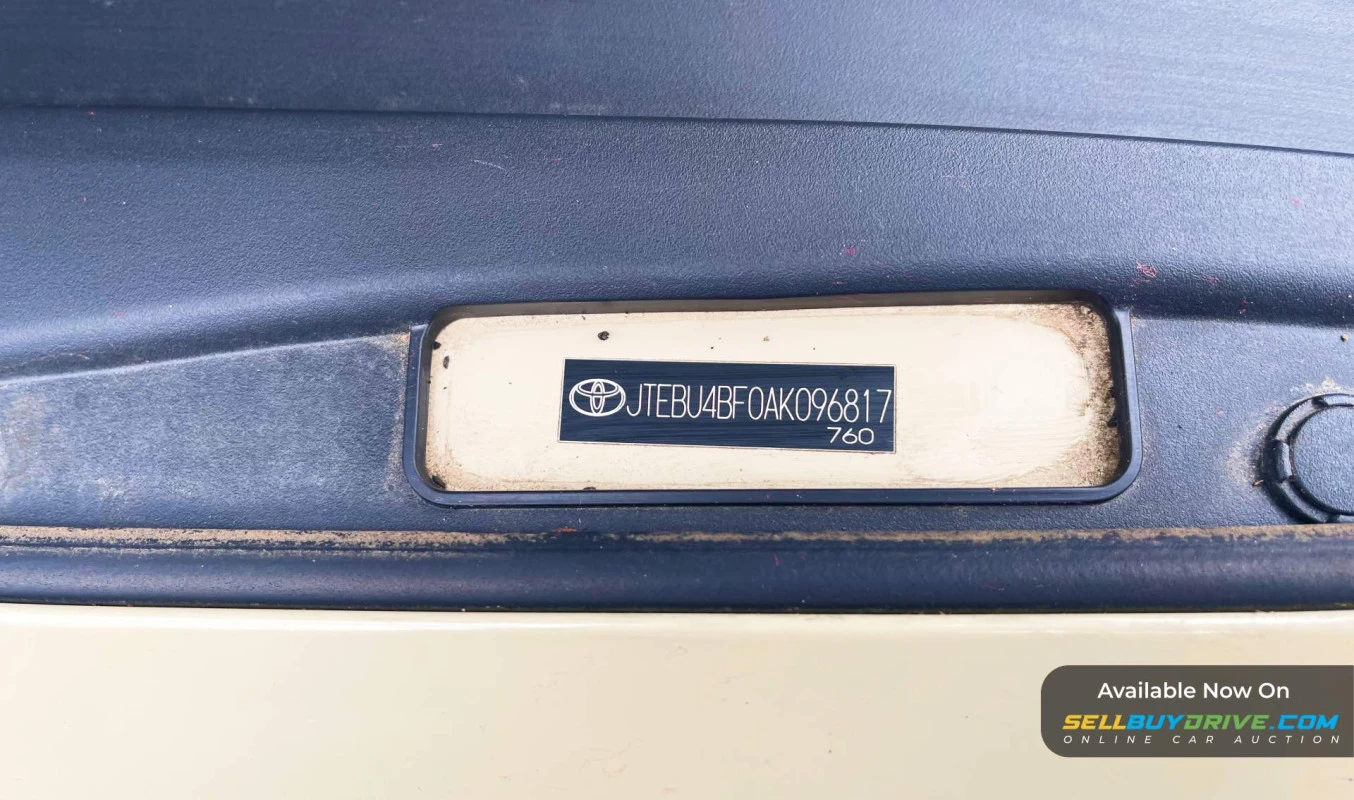 JTEBU4BF0AK096817
760
Available Now On
SELLBUYDRIVE.COM
ONLINE CAR AUCTION